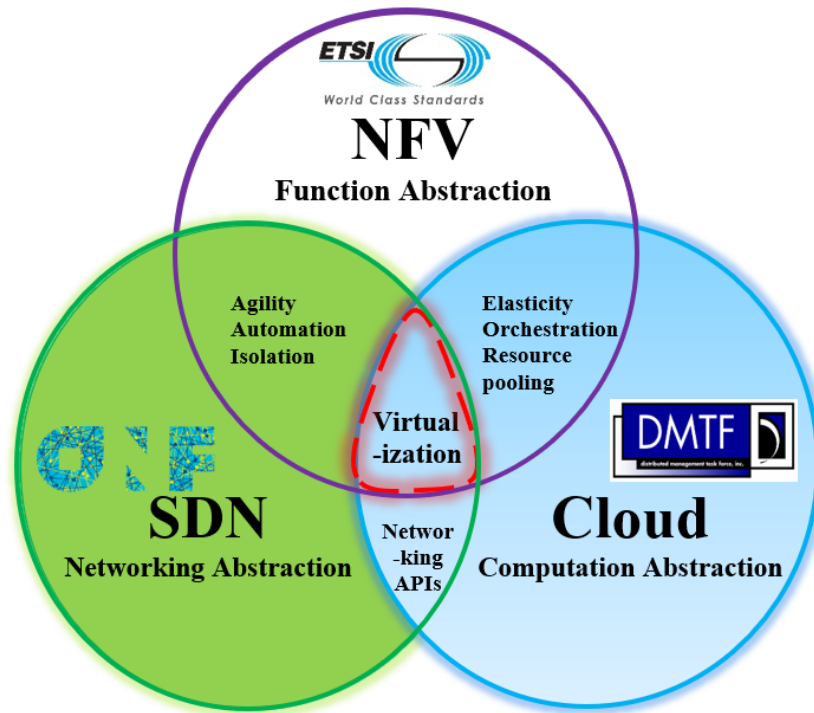 ETSI
World Class Standards
NFV
Function Abstraction
Agility
Automation
Isolation
Elasticity
Orchestration
Resource
pooling
Virtual
-ization
ONF
DMTF
distributed management task force, inc.
SDN
Networking Abstraction
Cloud
Computation Abstraction
Networ
-king
APIs